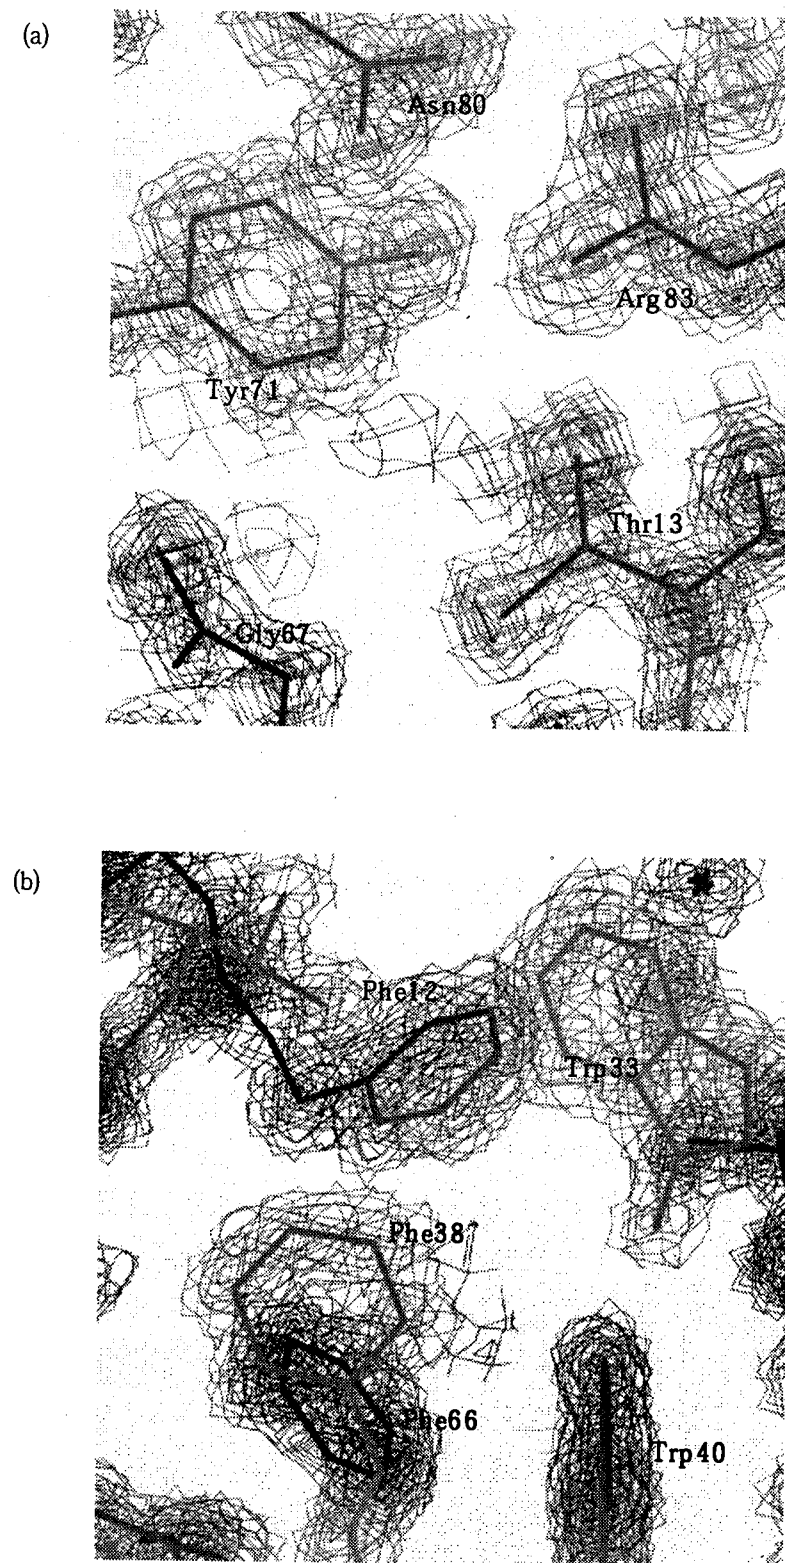 (a)
Asn80
Arg83
Tyr71
Thr13
Gly67
(b)
Phe12
Trp33
Phe38
Phe66
Trp40